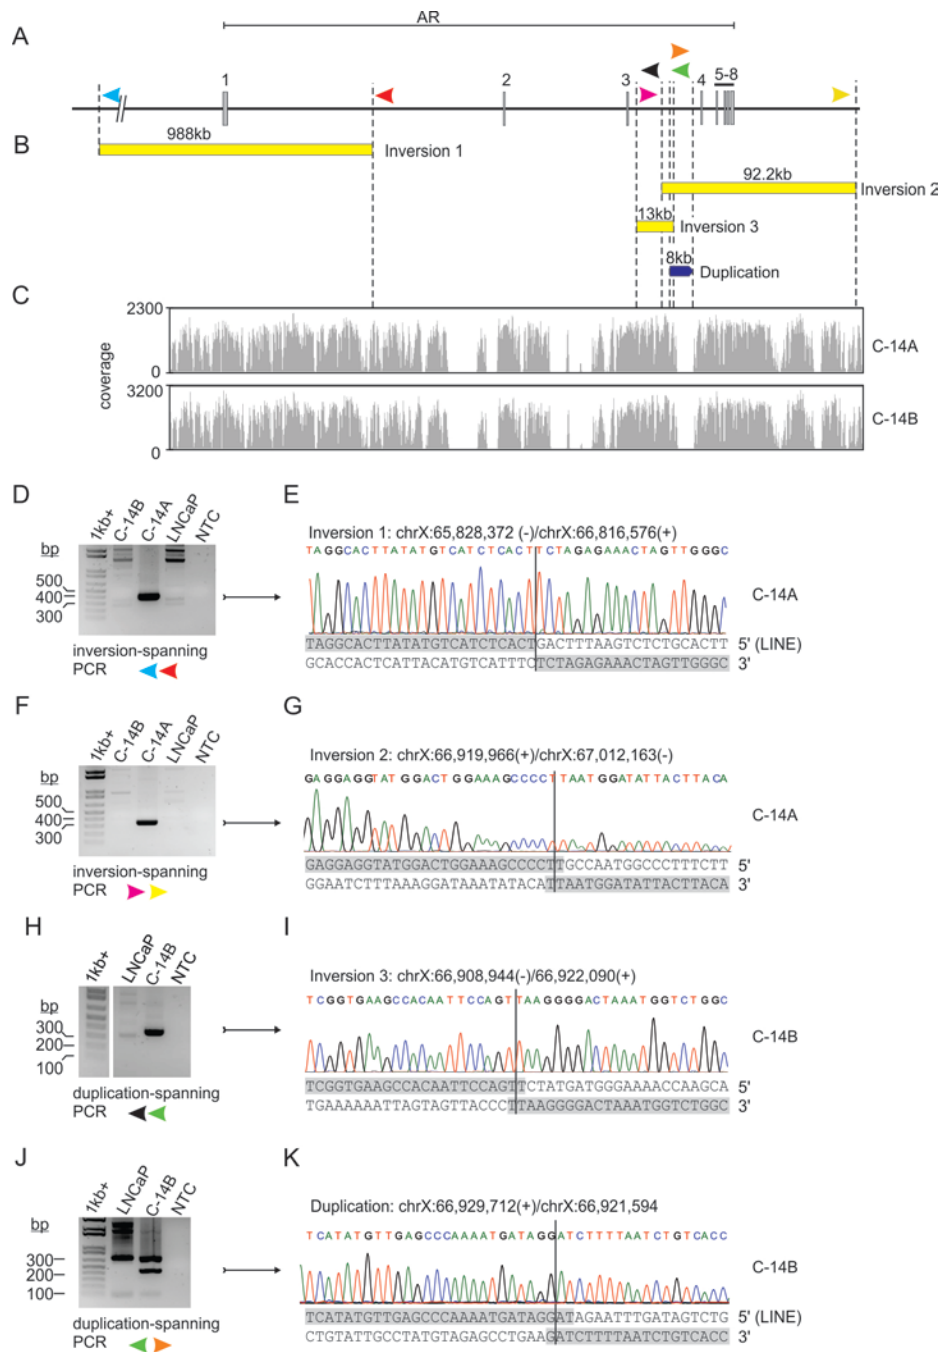 A
AR
1
2
3
4
5-8
B
988kb
Inversion 1
92.2kb
Inversion 2
13kb
Inversion 3
8kb
Duplication
C
coverage
2300
0
C-14A
3200
0
C-14B
D
1kb+
C-14B
C-14A
LNCaP
NTC
bp
500
400
300
inversion-spanning
PCR
E
Inversion 1: chrX:65,828,372 (-)/chrX:66,816,576(+)
TAGGCACTTATATGTCATCTCACTTCTAGAGAAACTAGTTGGGC
C-14A
TAGGCACTTATATGTCATCTCACTGACTTTAAGTCTCTGCACTT 5' (LINE)
GCACCACTCATTACATGTCATTTCTCTAGAGAAACTAGTTGGGC 3'
F
1kb+
C-14B
C-14A
LNCaP
NTC
bp
500
400
300
inversion-spanning
PCR
G
Inversion 2: chrX:66,919,966(+)/chrX:67,012,163(-)
GAGGAGGTATGGACTGGAAAGCCCCTTAATGGATATTACTTACA
C-14A
GAGGAGGTATGGACTGGAAAGCCCCTTGCCAATGGCCCTTTCTT 5'
GGAATCTTTAAAGGATAAATATACATTAATGGATATTACTTACA 3'
H
1kb+
LNCaP
C-14B
NTC
bp
300
200
100
duplication-spanning
PCR
I
Inversion 3: chrX:66,908,944(-)/66,922,090(+)
TCGGTGAAGCCACAATTCCAGTTAAGGGGACTAAATGGTCTGGC
C-14B
TCGGTGAAGCCACAATTCCAGTTCTATGATGGGAAAACCAAGCA 5'
TGAAAAAATTAGTAGTTACCCTTAAGGGGACTAAATGGTCTGGC 3'
J
1kb+
LNCaP
C-14B
NTC
bp
300
200
100
duplication-spanning
PCR
K
Duplication: chrX:66,929,712(+)/chrX:66,921,594
TCATATGTTGAGCCCAAAATGATAGGATCTTTTAATCTGTCACC
C-14B
TCATATGTTGAGCCCAAAATGATAGGATAGAATTTGATAGTCTG 5' (LINE)
CTGTATTGCCTATGTAGAGCCTGAAGATCTTTTAATCTGTCACC 3'